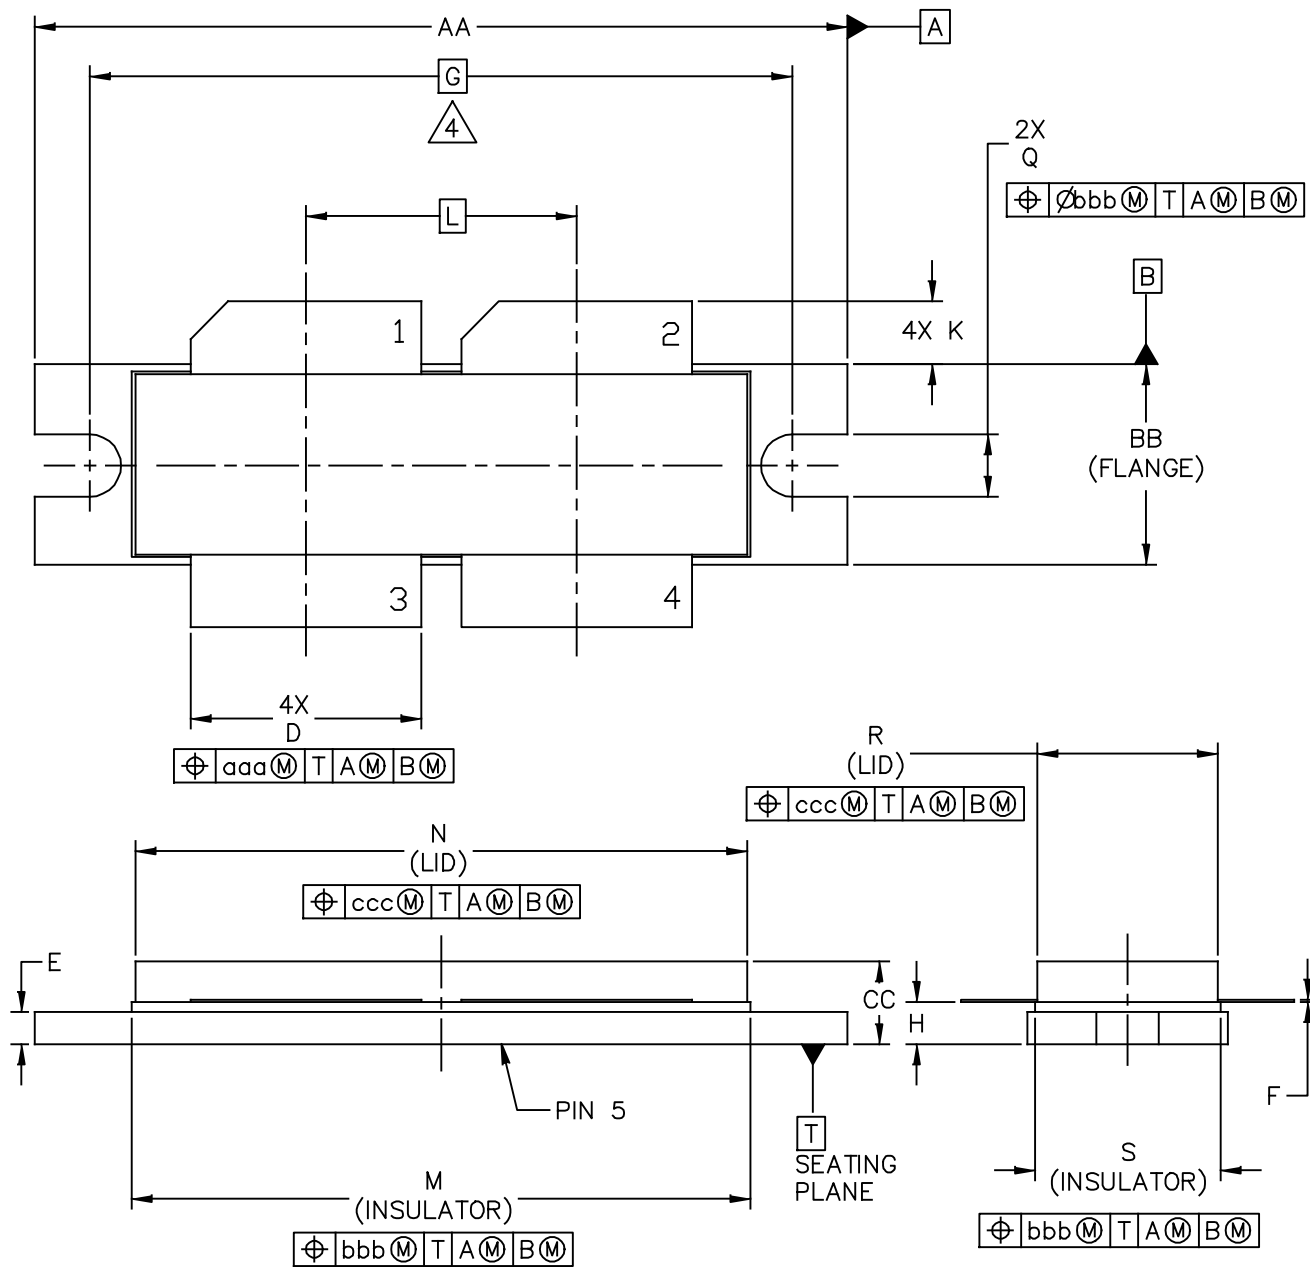 AA
A
G
4
2X
Q
⌖ Øbbb Ⓜ T A Ⓜ B Ⓜ
L
B
1
2
4X K
BB
(FLANGE)
3
4
4X
D
⌖ aaa Ⓜ T A Ⓜ B Ⓜ
R
(LID)
⌖ ccc Ⓜ T A Ⓜ B Ⓜ
N
(LID)
⌖ ccc Ⓜ T A Ⓜ B Ⓜ
E
CC
H
F
PIN 5
T
SEATING
PLANE
M
(INSULATOR)
⌖ bbb Ⓜ T A Ⓜ B Ⓜ
S
(INSULATOR)
⌖ bbb Ⓜ T A Ⓜ B Ⓜ